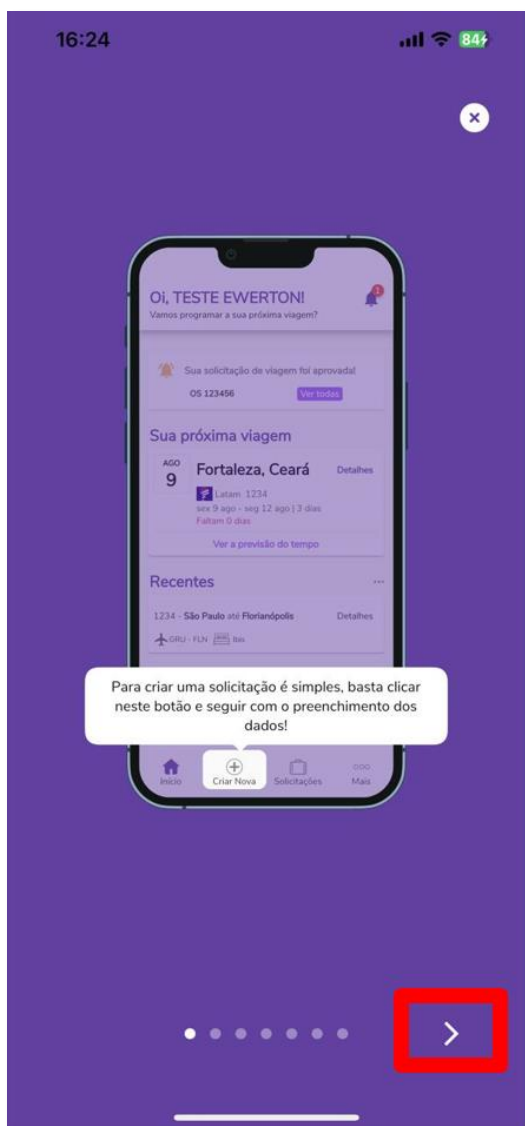 16:24
84
Oi, TESTE EWERTON!
1
Vamos programar a sua próxima viagem?
Sua solicitação de viagem foi aprovada!
OS 123456
Ver todas
Sua próxima viagem
AGO
9
Fortaleza, Ceará
Detalhes
Latam 1234
sex 9 ago - seg 12 ago | 3 dias
Faltam 0 dias
Ver a previsão do tempo
Recentes
1234 - São Paulo até Florianópolis
Detalhes
GRU - FLN
Ibis
Para criar uma solicitação é simples, basta clicar
neste botão e seguir com o preenchimento dos
dados!
Início
Criar Nova
Solicitações
Mais